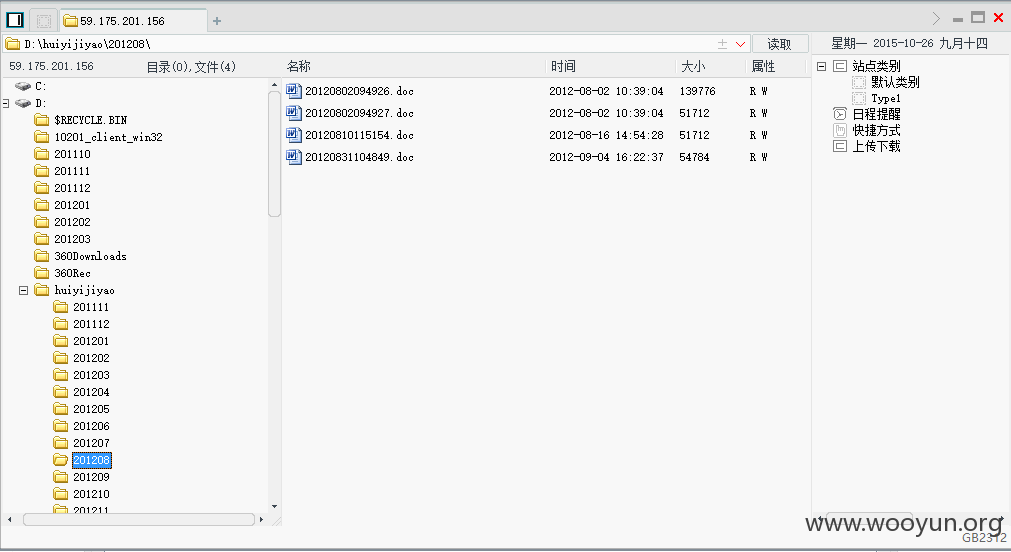 59.175.201.156
D:\huiyijiyao\201208\
读取
星期一 2015-10-26 九月十四
59.175.201.156 目录(0),文件(4)
名称 时间 大小 属性
C:
D:
$RECYCLE.BIN
10201_client_win32
201110
201111
201112
201201
201202
201203
360Downloads
360Rec
huiyijiyao
201111
201112
201201
201202
201203
201204
201205
201206
201207
201208
201209
201210
201211
20120802094926.doc 2012-08-02 10:39:04 139776 R W
20120802094927.doc 2012-08-02 10:39:04 51712 R W
20120810115154.doc 2012-08-16 14:54:28 51712 R W
20120831104849.doc 2012-09-04 16:22:37 54784 R W
站点类别
默认类别
Type1
日程提醒
快捷方式
上传下载
www.wooyun.org
GB2312